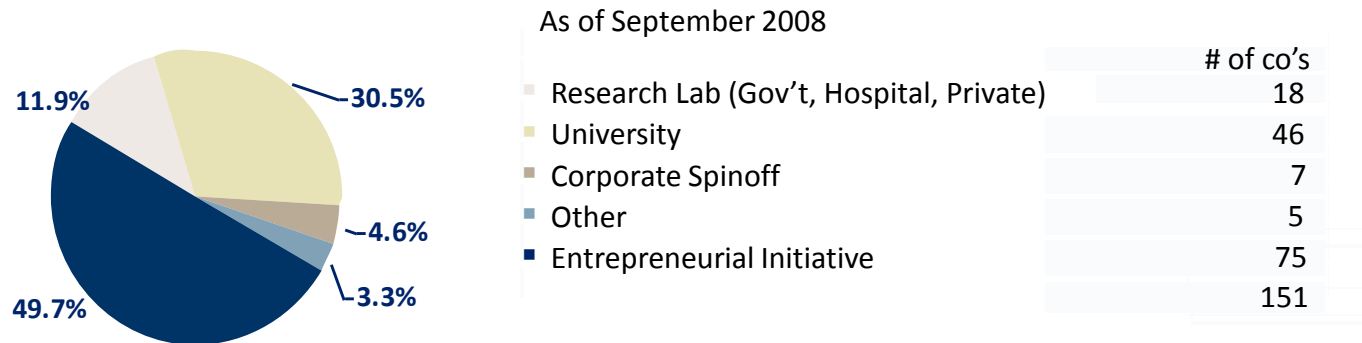 As of September 2008
# of co's
11.9%
30.5%
4.6%
3.3%
49.7%
Research Lab (Gov't, Hospital, Private) 18
University 46
Corporate Spinoff 7
Other 5
Entrepreneurial Initiative 75
151